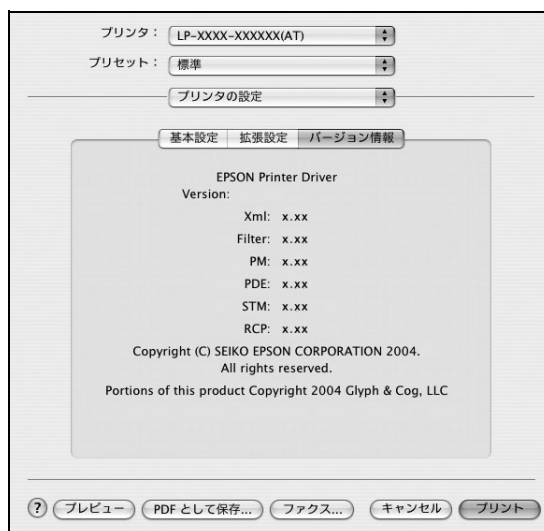 プリンタ： LP-XXXX-XXXXXX(AT)
プリセット： 標準
プリンタの設定
基本設定 拡張設定 バージョン情報
EPSON Printer Driver
Version:
Xml: x.xx
Filter: x.xx
PM: x.xx
PDE: x.xx
STM: x.xx
RCP: x.xx
Copyright (C) SEIKO EPSON CORPORATION 2004.
All rights reserved.
Portions of this product Copyright 2004 Glyph & Cog, LLC
? プレビュー PDF として保存... ファクス... キャンセル プリント